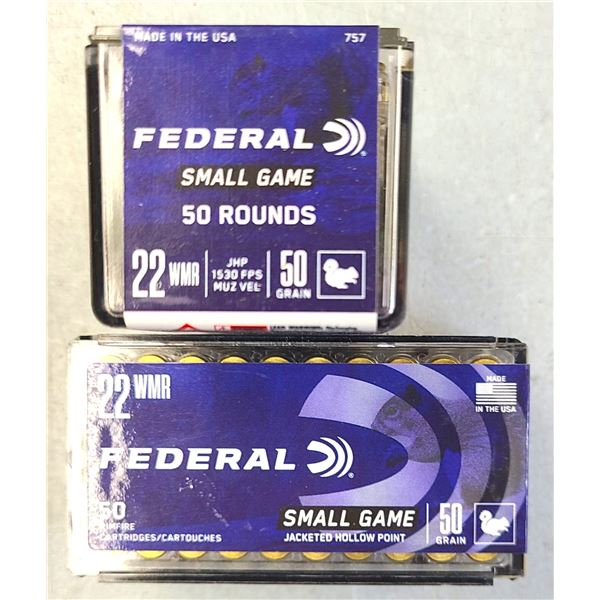 MADE IN THE USA 757
FEDERAL
SMALL GAME
50 ROUNDS
22 WMR
JHP
1530 FPS
MUZ VEL
50
GRAIN
22 WMR
MADE
IN THE USA
FEDERAL
50
RIMFIRE
CARTRIDGES/CARTOUCHES
SMALL GAME
JACKETED HOLLOW POINT
50
GRAIN